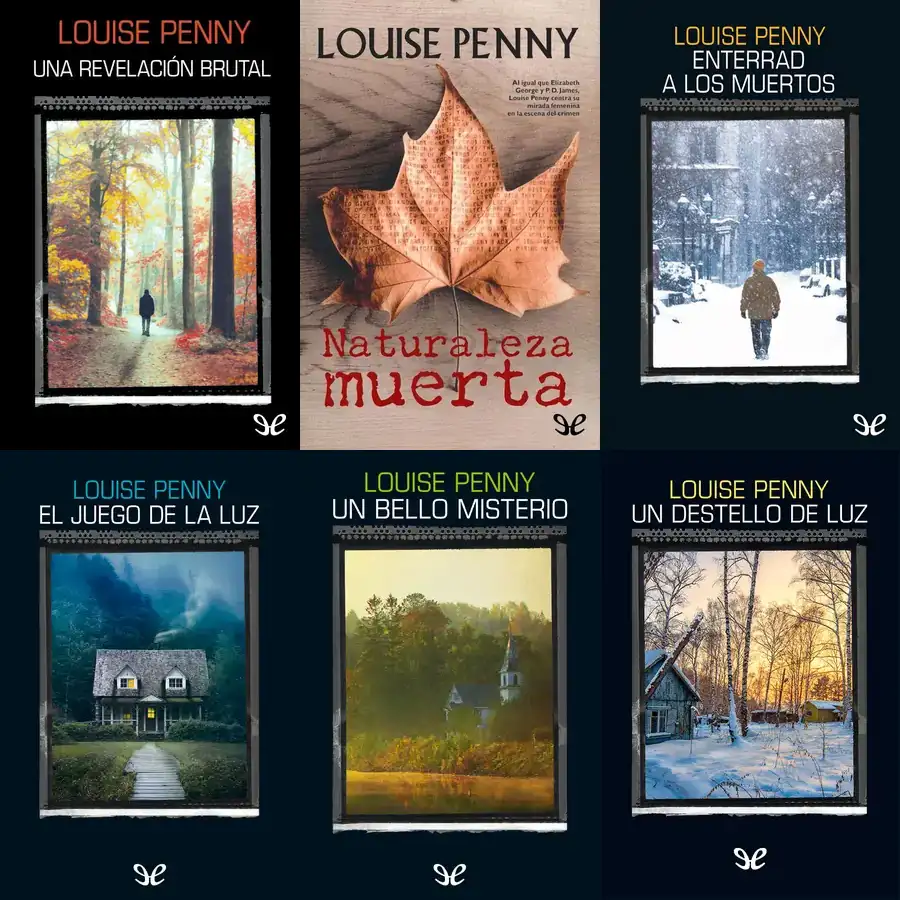 LOUISE PENNY
UNA REVELACIÓN BRUTAL
LOUISE PENNY
Al igual que Elizabeth
George y P. D. James,
Louise Penny centra su
mirada femenina
en la escena del crimen
Naturaleza
muerta
LOUISE PENNY
ENTERRAD
A LOS MUERTOS
LOUISE PENNY
EL JUEGO DE LA LUZ
LOUISE PENNY
UN BELLO MISTERIO
LOUISE PENNY
UN DESTELLO DE LUZ